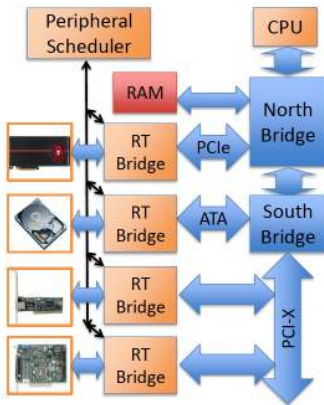 Peripheral
Scheduler
CPU
RAM
North
Bridge
RT
Bridge
PCIe
RT
Bridge
ATA
South
Bridge
RT
Bridge
RT
Bridge
PCI-X